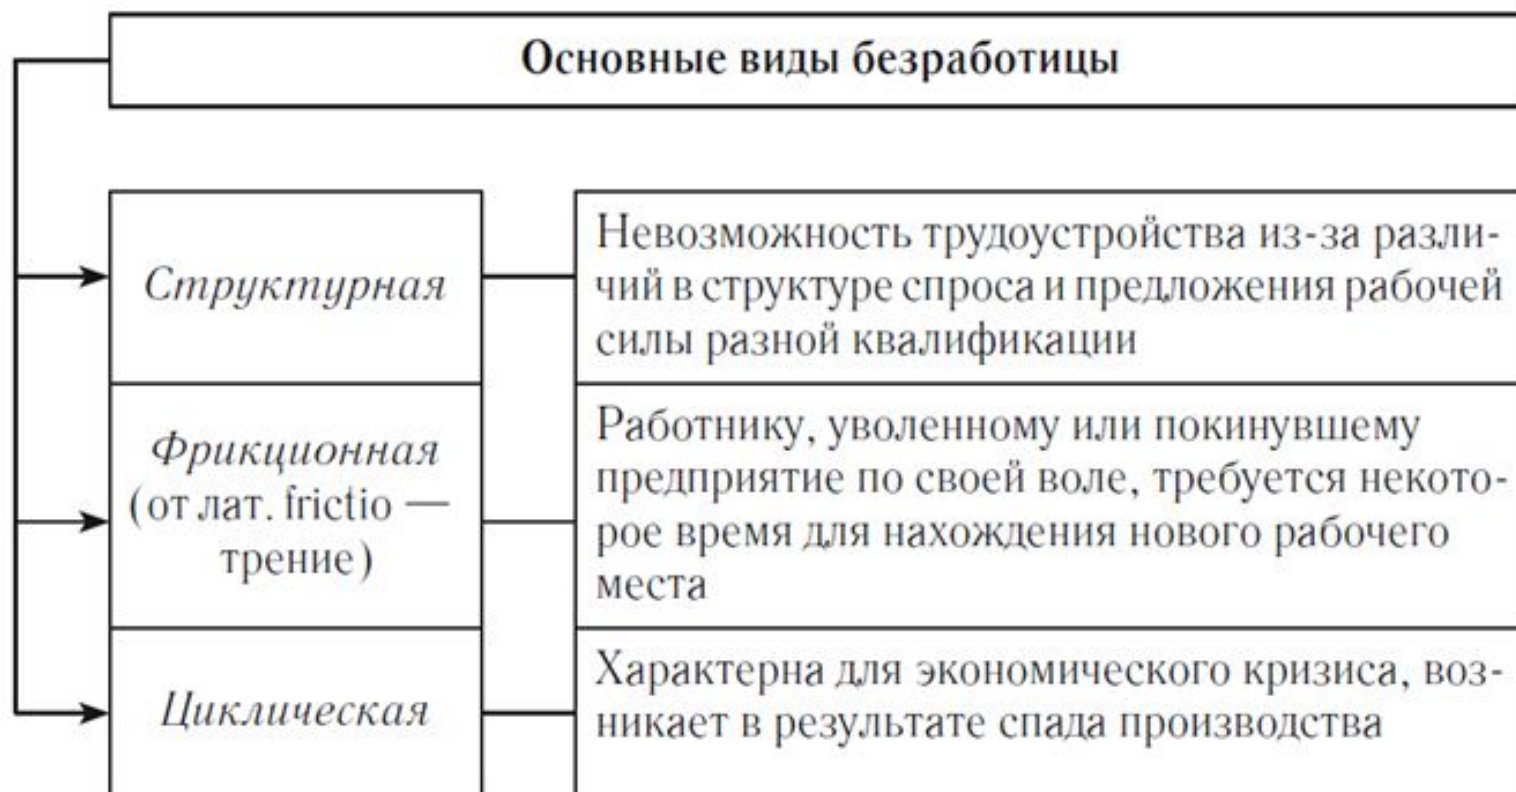 Основные виды безработицы
Структурная
Невозможность трудоустройства из-за разли-
чий в структуре спроса и предложения рабочей
силы разной квалификации
Фрикционная
(от лат. frictio —
трение)
Работнику, уволенному или покинувшему
предприятие по своей воле, требуется некото-
рое время для нахождения нового рабочего
места
Циклическая
Характерна для экономического кризиса, воз-
никает в результате спада производства